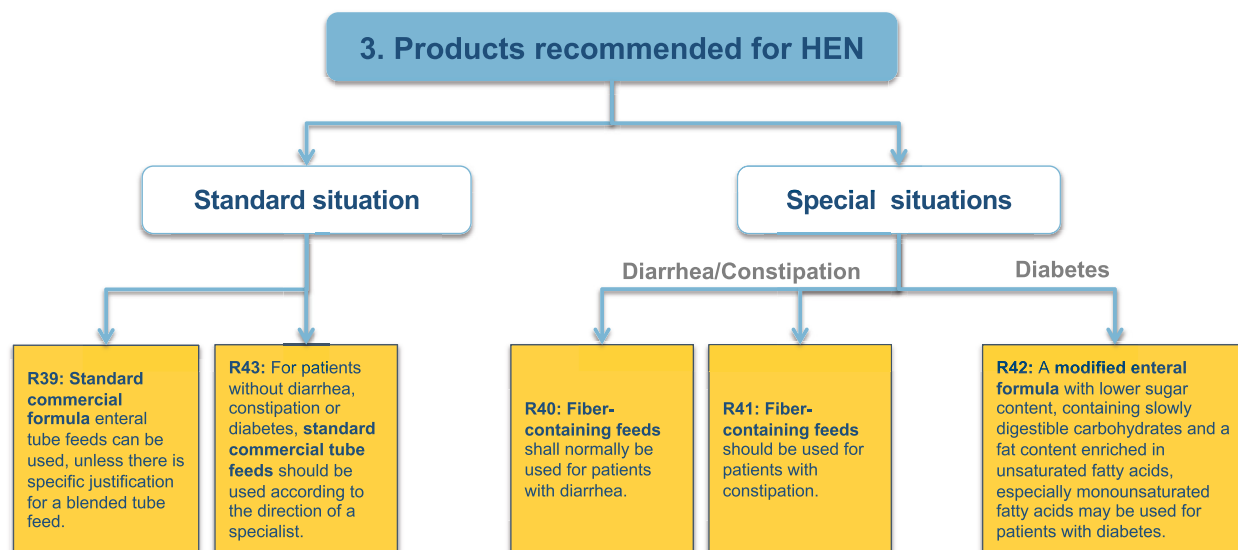 3. Products recommended for HEN
Standard situation
Special situations
Diarrhea/Constipation
Diabetes
R39: Standard
commercial
formula enteral
tube feeds can be
used, unless there is
specific justification
for a blended tube
feed.
R43: For patients
without diarrhea,
constipation or
diabetes, standard
commercial tube
feeds should be
used according to
the direction of a
specialist.
R40: Fiber-
containing feeds
shall normally be
used for patients
with diarrhea.
R41: Fiber-
containing feeds
should be used for
patients with
constipation.
R42: A modified enteral
formula with lower sugar
content, containing slowly
digestible carbohydrates and a
fat content enriched in
unsaturated fatty acids,
especially monounsaturated
fatty acids may be used for
patients with diabetes.